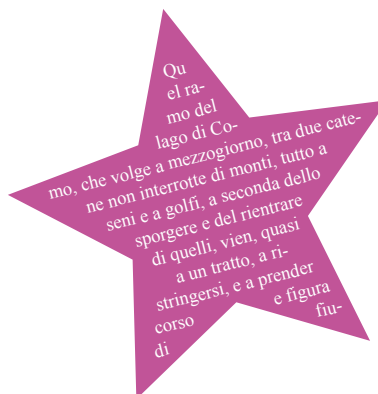 Qu
el ra-
mo del
lago di Co-
mo, che volge a mezzogiorno, tra due cate-
ne non interrotte di monti, tutto a
seni e a golfi, a seconda dello
sporgere e del rientrare
di quelli, vien, quasi
a un tratto, a ri-
stringersi, e a prender
corso e figura
di fiu-